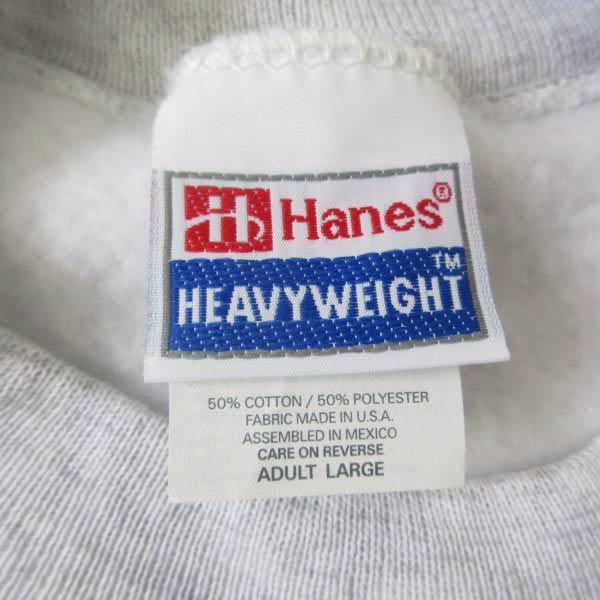 Hanes®
HEAVYWEIGHT™
50% COTTON / 50% POLYESTER
FABRIC MADE IN U.S.A.
ASSEMBLED IN MEXICO
CARE ON REVERSE
ADULT LARGE